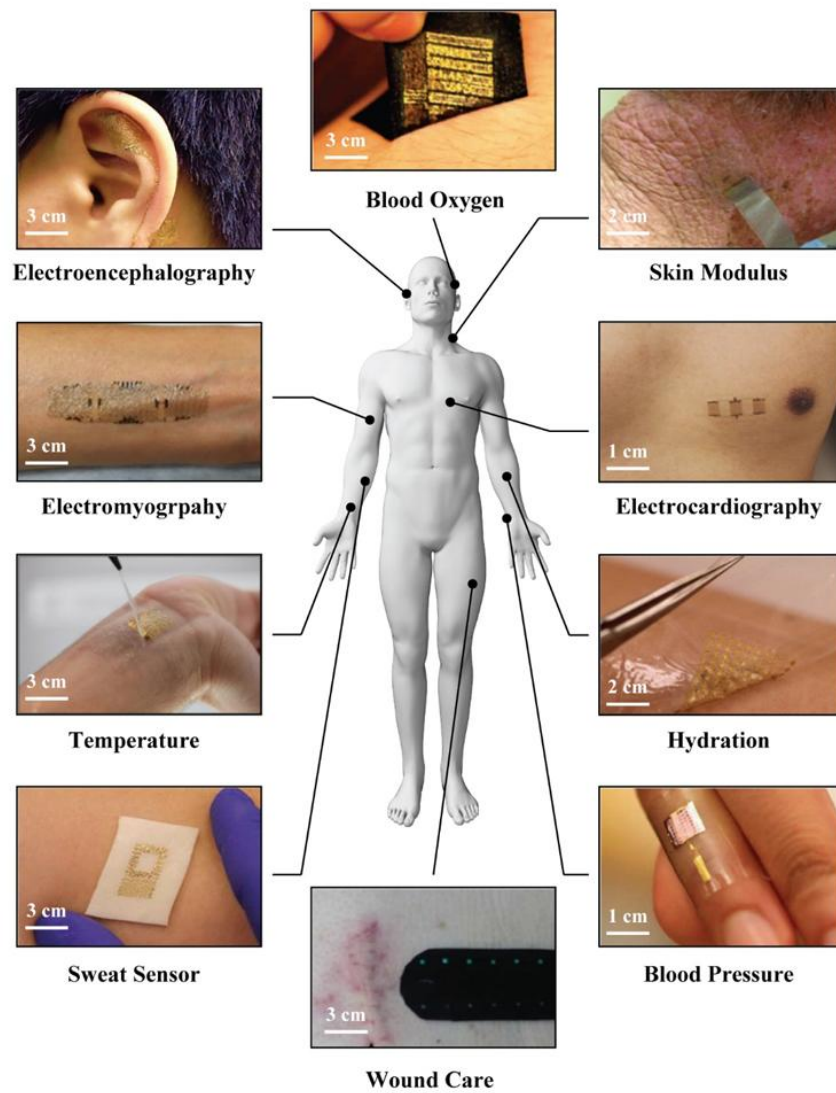 3 cm
Blood Oxygen
3 cm
Electroencephalography
2 cm
Skin Modulus
3 cm
Electromyogrpahy
1 cm
Electrocardiography
3 cm
Temperature
2 cm
Hydration
3 cm
Sweat Sensor
1 cm
Blood Pressure
3 cm
Wound Care